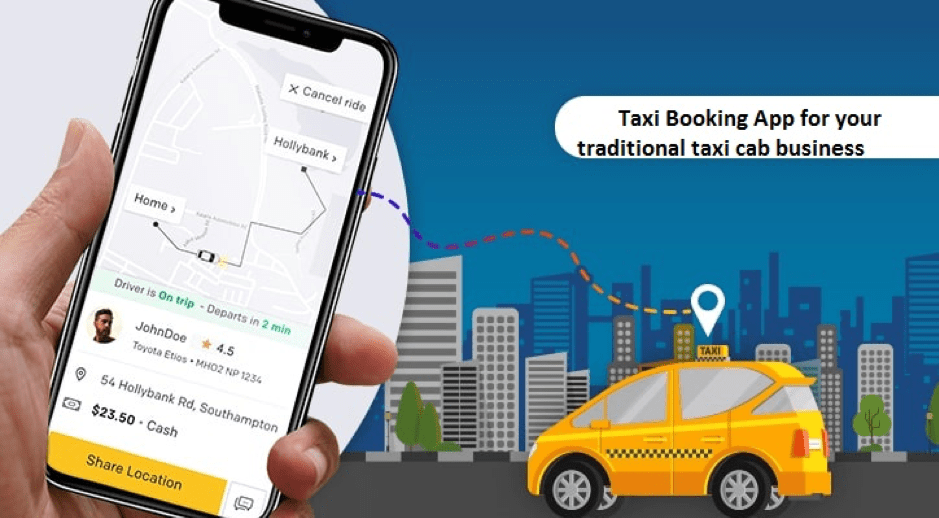 Cancel ride
Hollybank
Home
Driver is On trip - Departs in 2 min
JohnDoe ★ 4.5
Toyota Etios • MH02 NP 1234
54 Hollybank Rd, Southampton
$23.50 • Cash
Share Location
Taxi Booking App for your
traditional taxi cab business
TAXI